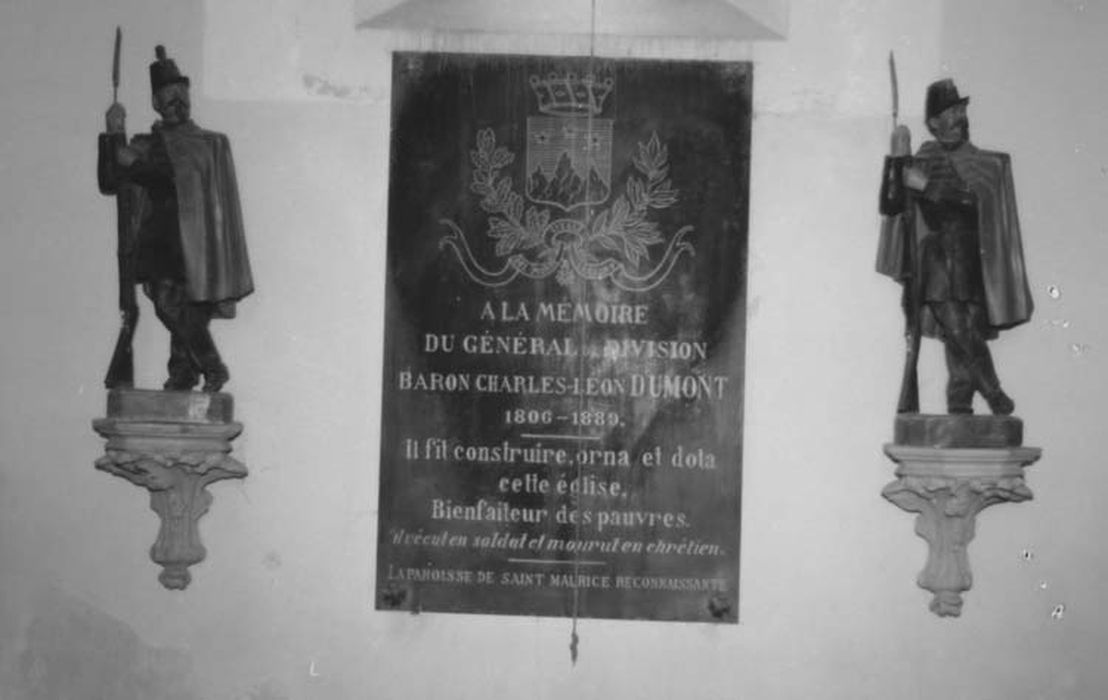 A LA MÉMOIRE
DU GÉNÉRAL DE DIVISION
BARON CHARLES-LÉON DUMONT
1806-1889.
Il fit construire, orna et dota
cette église,
Bienfaiteur des pauvres.
il vécut en soldat et mourut en chrétien.
LA PAROISSE DE SAINT MAURICE RECONNAISSANTE